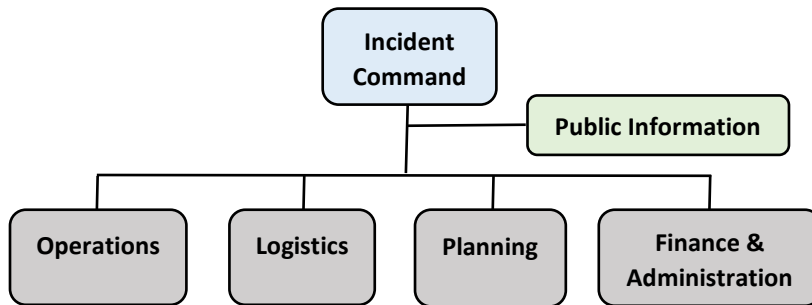 Incident
Command
Public Information
Operations
Logistics
Planning
Finance &
Administration